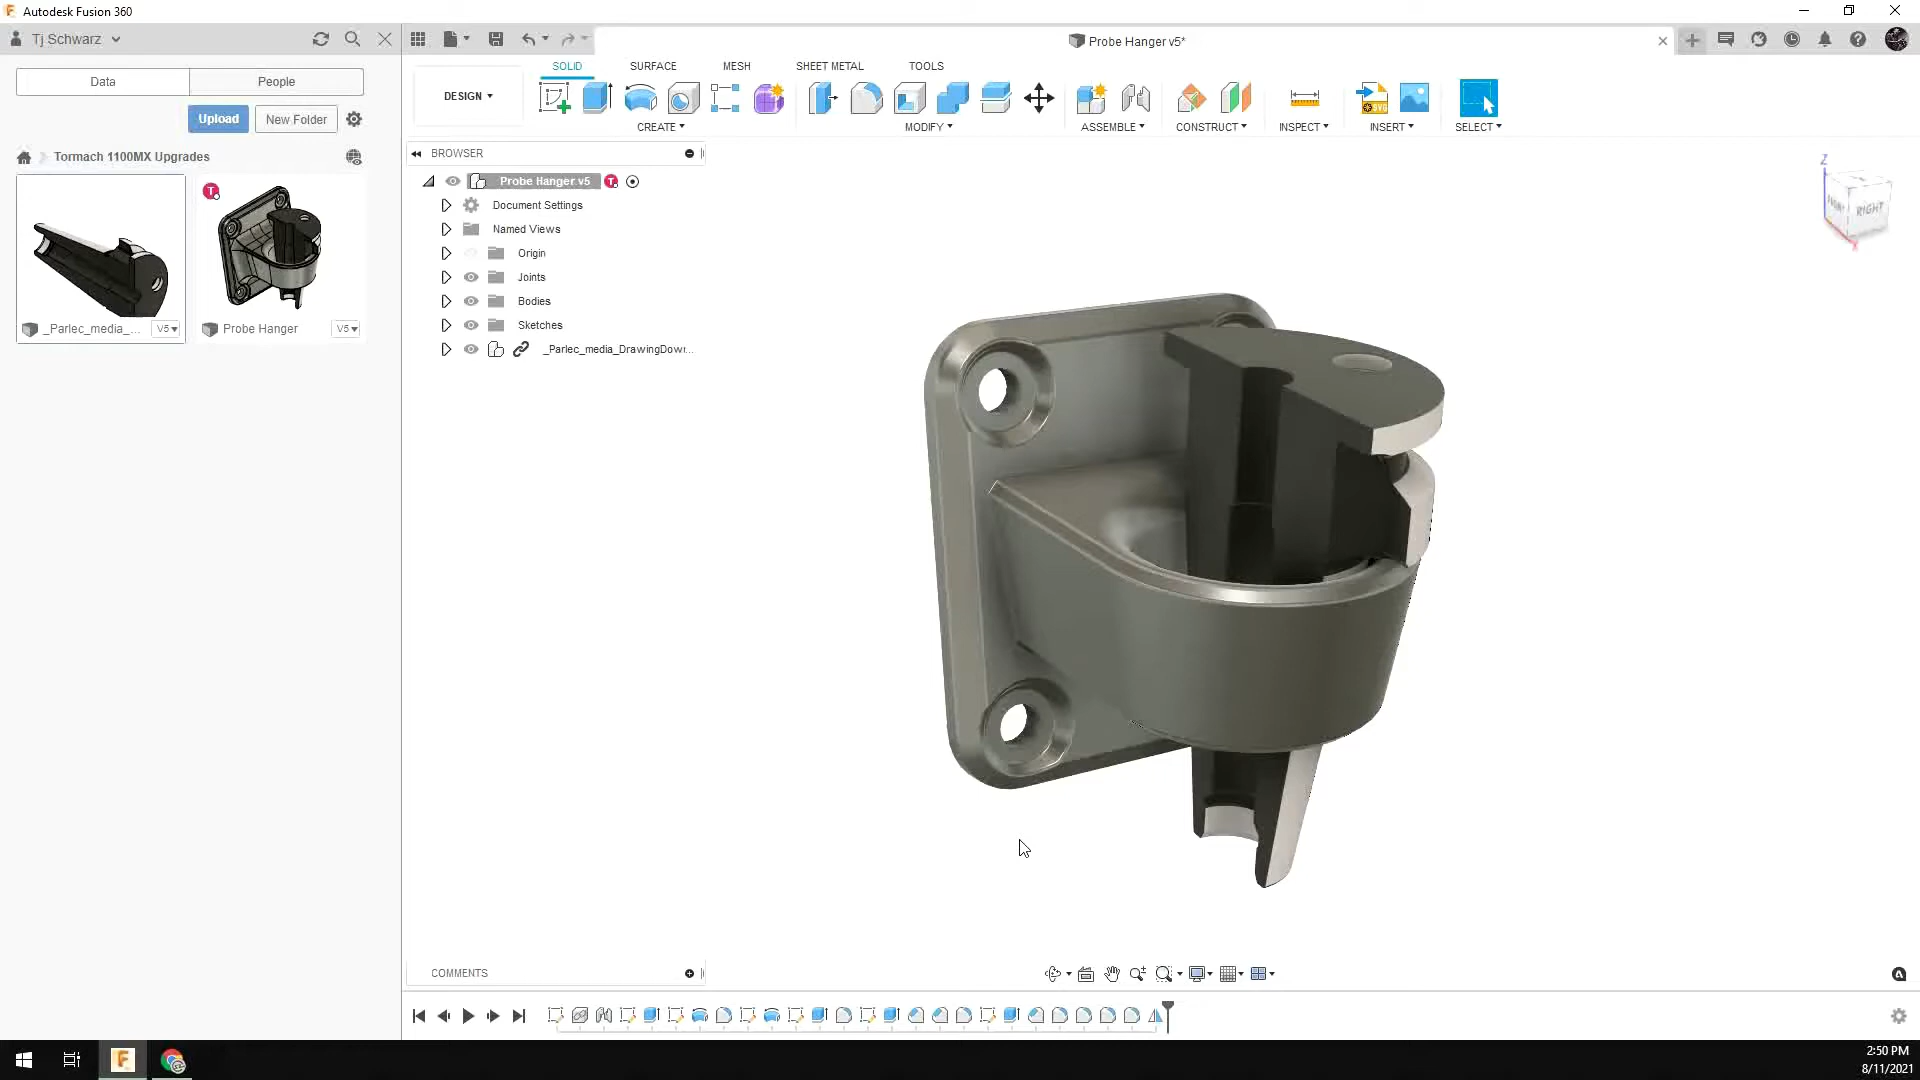 Autodesk Fusion 360
Tj Schwarz
Probe Hanger v5*
Data
People
SOLID
SURFACE
MESH
SHEET METAL
TOOLS
DESIGN
Upload
New Folder
CREATE
MODIFY
ASSEMBLE
CONSTRUCT
INSPECT
INSERT
SELECT
Tormach 1100MX Upgrades
BROWSER
Probe Hanger v5
Document Settings
Named Views
Origin
Joints
Bodies
Sketches
_Parlec_media_DrawingDowr...
_Parlec_media_...
V5
Probe Hanger
V5
T
T
Z
RIGHT
X
COMMENTS
2:50 PM
8/11/2021